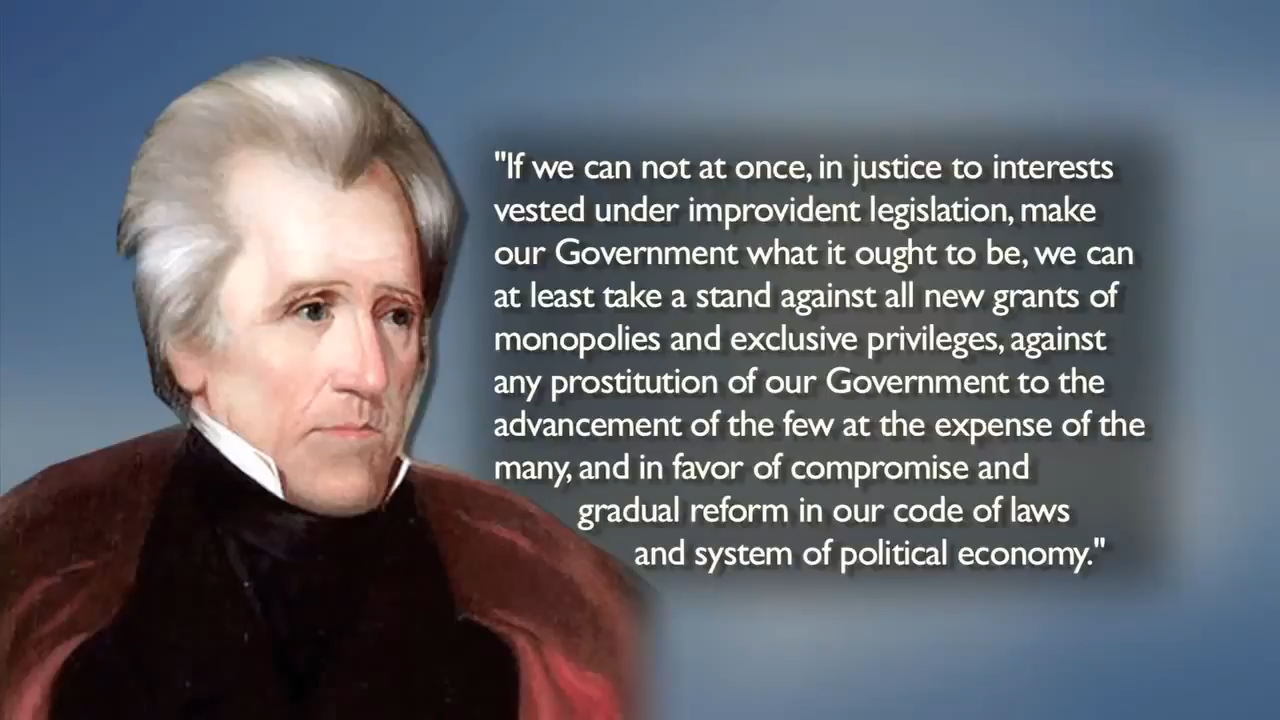 "If we can not at once, in justice to interests
vested under improvident legislation, make
our Government what it ought to be, we can
at least take a stand against all new grants of
monopolies and exclusive privileges, against
any prostitution of our Government to the
advancement of the few at the expense of the
many, and in favor of compromise and
gradual reform in our code of laws
and system of political economy."